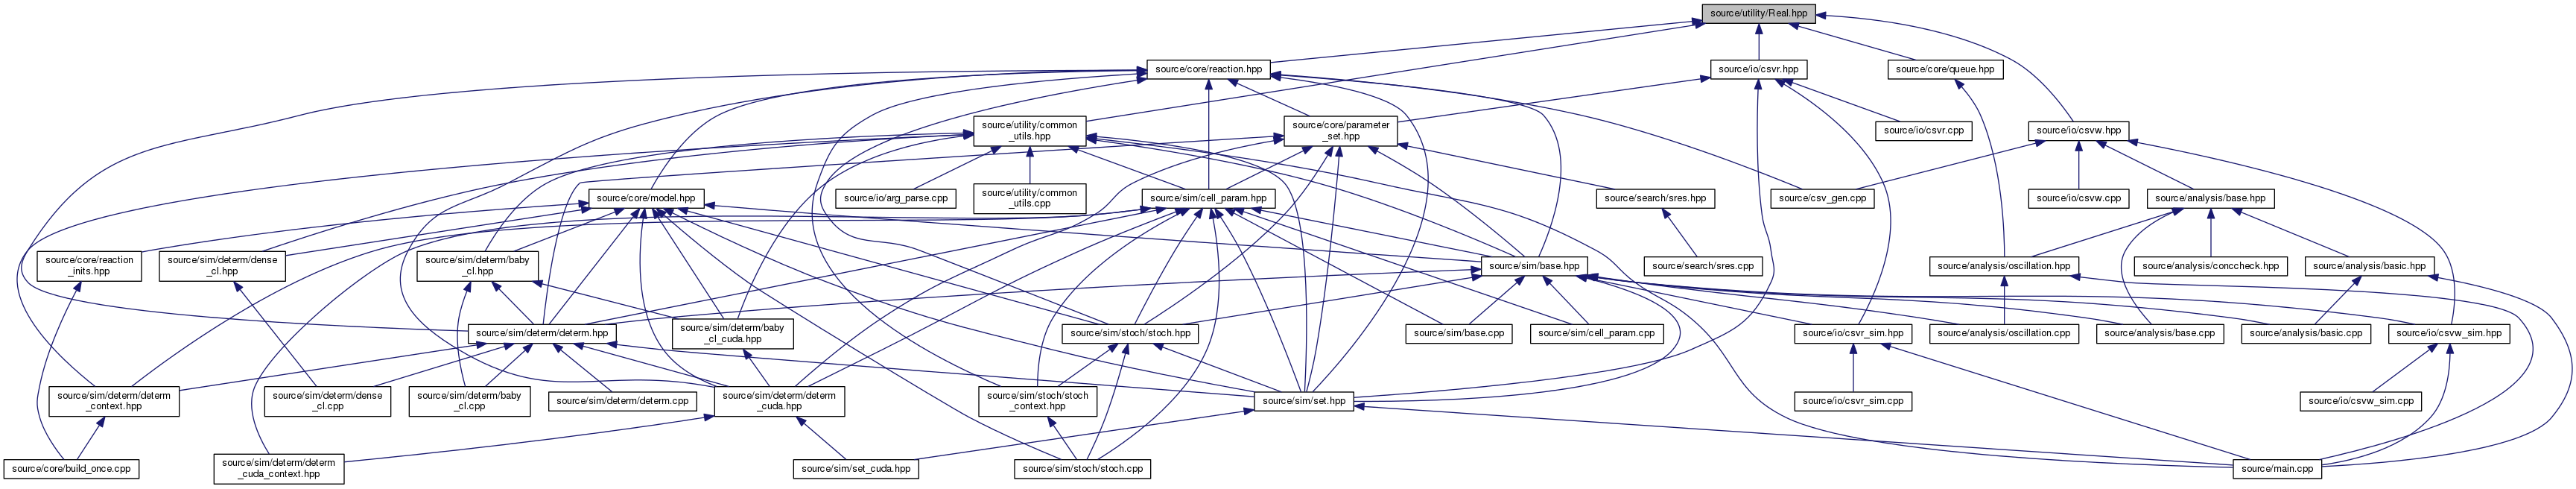 source/utility/Real.hpp
source/core/reaction.hpp
source/io/csvr.hpp
source/core/queue.hpp
source/utility/common
_utils.hpp
source/core/parameter
_set.hpp
source/io/csvr.cpp
source/io/csvw.hpp
source/core/model.hpp
source/io/arg_parse.cpp
source/utility/common
_utils.cpp
source/sim/cell_param.hpp
source/search/sres.hpp
source/csv_gen.cpp
source/io/csvw.cpp
source/analysis/base.hpp
source/core/reaction
_inits.hpp
source/sim/determ/dense
_cl.hpp
source/sim/determ/baby
_cl.hpp
source/sim/base.hpp
source/search/sres.cpp
source/analysis/oscillation.hpp
source/analysis/conccheck.hpp
source/analysis/basic.hpp
source/sim/determ/determ.hpp
source/sim/determ/baby
_cl_cuda.hpp
source/sim/stoch/stoch.hpp
source/sim/base.cpp
source/sim/cell_param.cpp
source/io/csvr_sim.hpp
source/analysis/oscillation.cpp
source/analysis/base.cpp
source/analysis/basic.cpp
source/io/csvw_sim.hpp
source/sim/determ/determ
_context.hpp
source/sim/determ/dense
_cl.cpp
source/sim/determ/baby
_cl.cpp
source/sim/determ/determ.cpp
source/sim/determ/determ
_cuda.hpp
source/sim/stoch/stoch
_context.hpp
source/sim/set.hpp
source/io/csvr_sim.cpp
source/io/csvw_sim.cpp
source/core/build_once.cpp
source/sim/determ/determ
_cuda_context.hpp
source/sim/set_cuda.hpp
source/sim/stoch/stoch.cpp
source/main.cpp